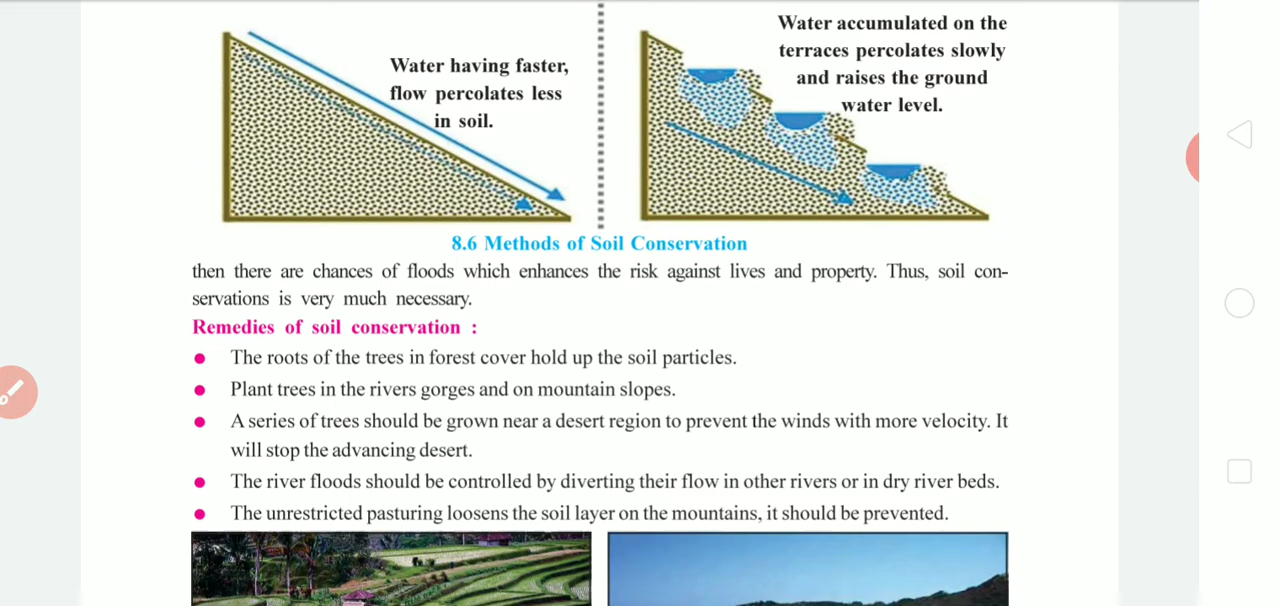 Water having faster,
flow percolates less
in soil.
Water accumulated on the
terraces percolates slowly
and raises the ground
water level.
8.6 Methods of Soil Conservation
then there are chances of floods which enhances the risk against lives and property. Thus, soil con-
servations is very much necessary.
Remedies of soil conservation :
● The roots of the trees in forest cover hold up the soil particles.
● Plant trees in the rivers gorges and on mountain slopes.
● A series of trees should be grown near a desert region to prevent the winds with more velocity. It
will stop the advancing desert.
● The river floods should be controlled by diverting their flow in other rivers or in dry river beds.
● The unrestricted pasturing loosens the soil layer on the mountains, it should be prevented.